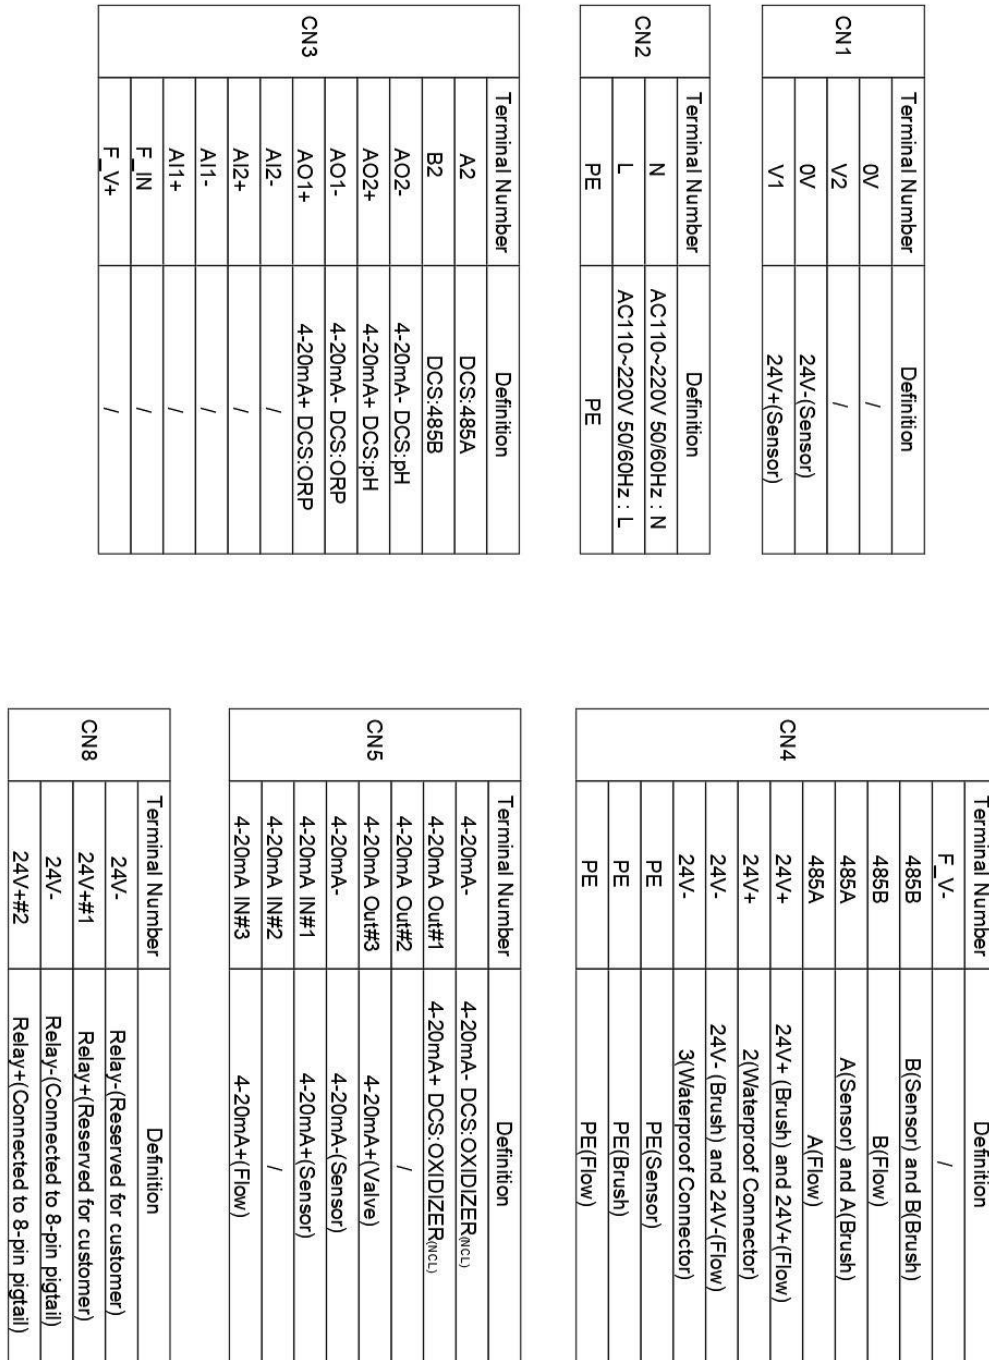 CN1
Terminal Number Definition
0V /
V2 /
0V 24V-(Sensor)
V1 24V+(Sensor)
CN2
Terminal Number Definition
N AC110~220V 50/60Hz : N
L AC110~220V 50/60Hz : L
PE PE
CN3
Terminal Number Definition
A2 DCS:485A
B2 DCS:485B
AO2- 4-20mA- DCS:pH
AO2+ 4-20mA+ DCS:pH
AO1- 4-20mA- DCS:ORP
AO1+ 4-20mA+ DCS:ORP
AI2- /
AI2+ /
AI1- /
AI1+ /
F_IN /
F_V+ /
CN4
Terminal Number Definition
F_V- /
485B B(Sensor) and B(Brush)
485B B(Flow)
485A A(Sensor) and A(Brush)
485A A(Flow)
24V+ 24V+ (Brush) and 24V+(Flow)
24V+ 2(Waterproof Connector)
24V- 24V- (Brush) and 24V-(Flow)
24V- 3(Waterproof Connector)
PE PE(Sensor)
PE PE(Brush)
PE PE(Flow)
CN5
Terminal Number Definition
4-20mA- 4-20mA- DCS:OXIDIZER(NCL)
4-20mA Out#1 4-20mA+ DCS:OXIDIZER(NCL)
4-20mA Out#2 /
4-20mA Out#3 4-20mA+(Valve)
4-20mA- 4-20mA-(Sensor)
4-20mA IN#1 4-20mA+(Sensor)
4-20mA IN#2 /
4-20mA IN#3 4-20mA+(Flow)
CN8
Terminal Number Definition
24V- Relay-(Reserved for customer)
24V+#1 Relay+(Reserved for customer)
24V- Relay-(Connected to 8-pin pigtail)
24V+#2 Relay+(Connected to 8-pin pigtail)